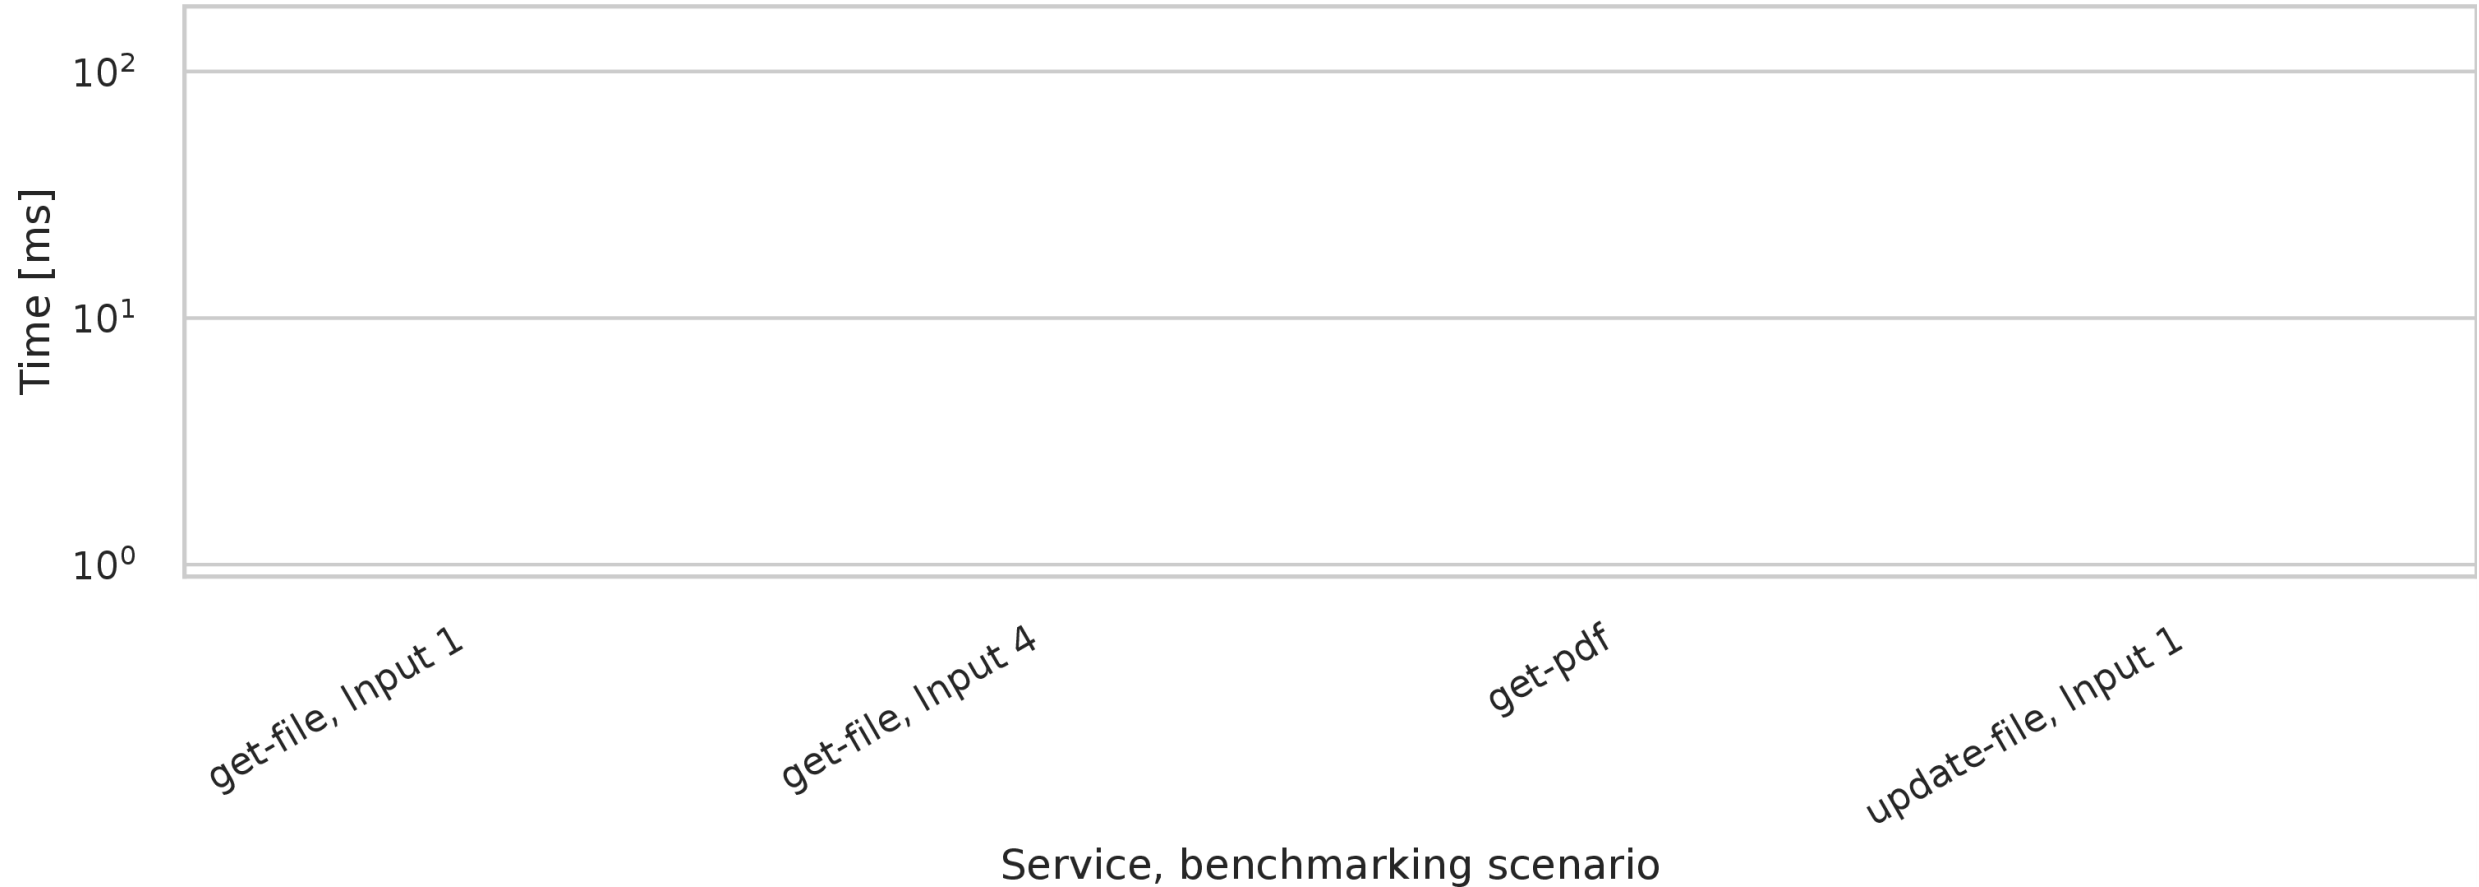 10²
10¹
10⁰
Time [ms]
get-file, Input 1
get-file, Input 4
get-pdf
update-file, Input 1
Service, benchmarking scenario